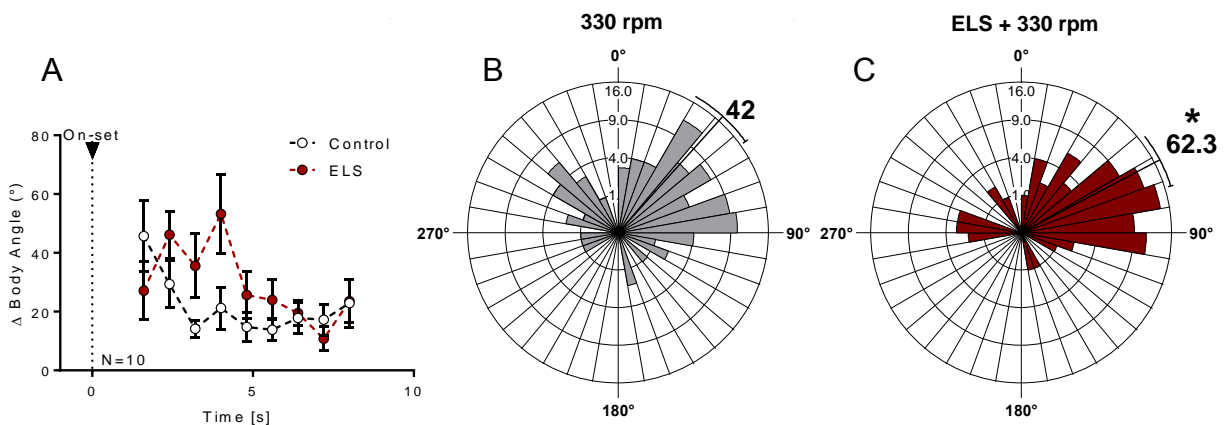 A
80
60
40
20
0
Δ Body Angle (°)
On-set
Control
ELS
N=10
0
5
10
Time [s]
B
330 rpm
0°
16.0
9.0
4.0
1
42
90°
180°
270°
C
ELS + 330 rpm
0°
16.0
9.0
4.0
1.0
*
62.3
90°
180°
270°